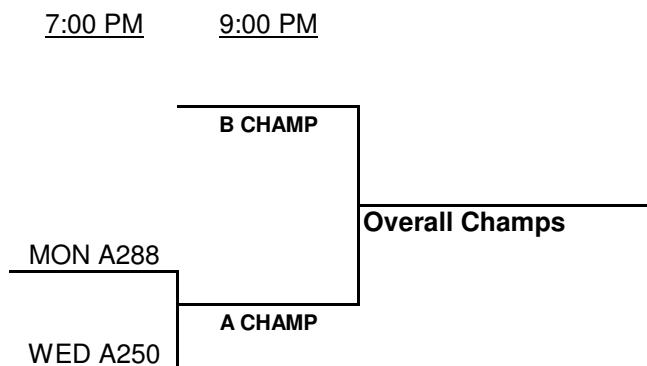 7:00 PM 9:00 PM
B CHAMP
Overall Champs
MON A288
A CHAMP
WED A250